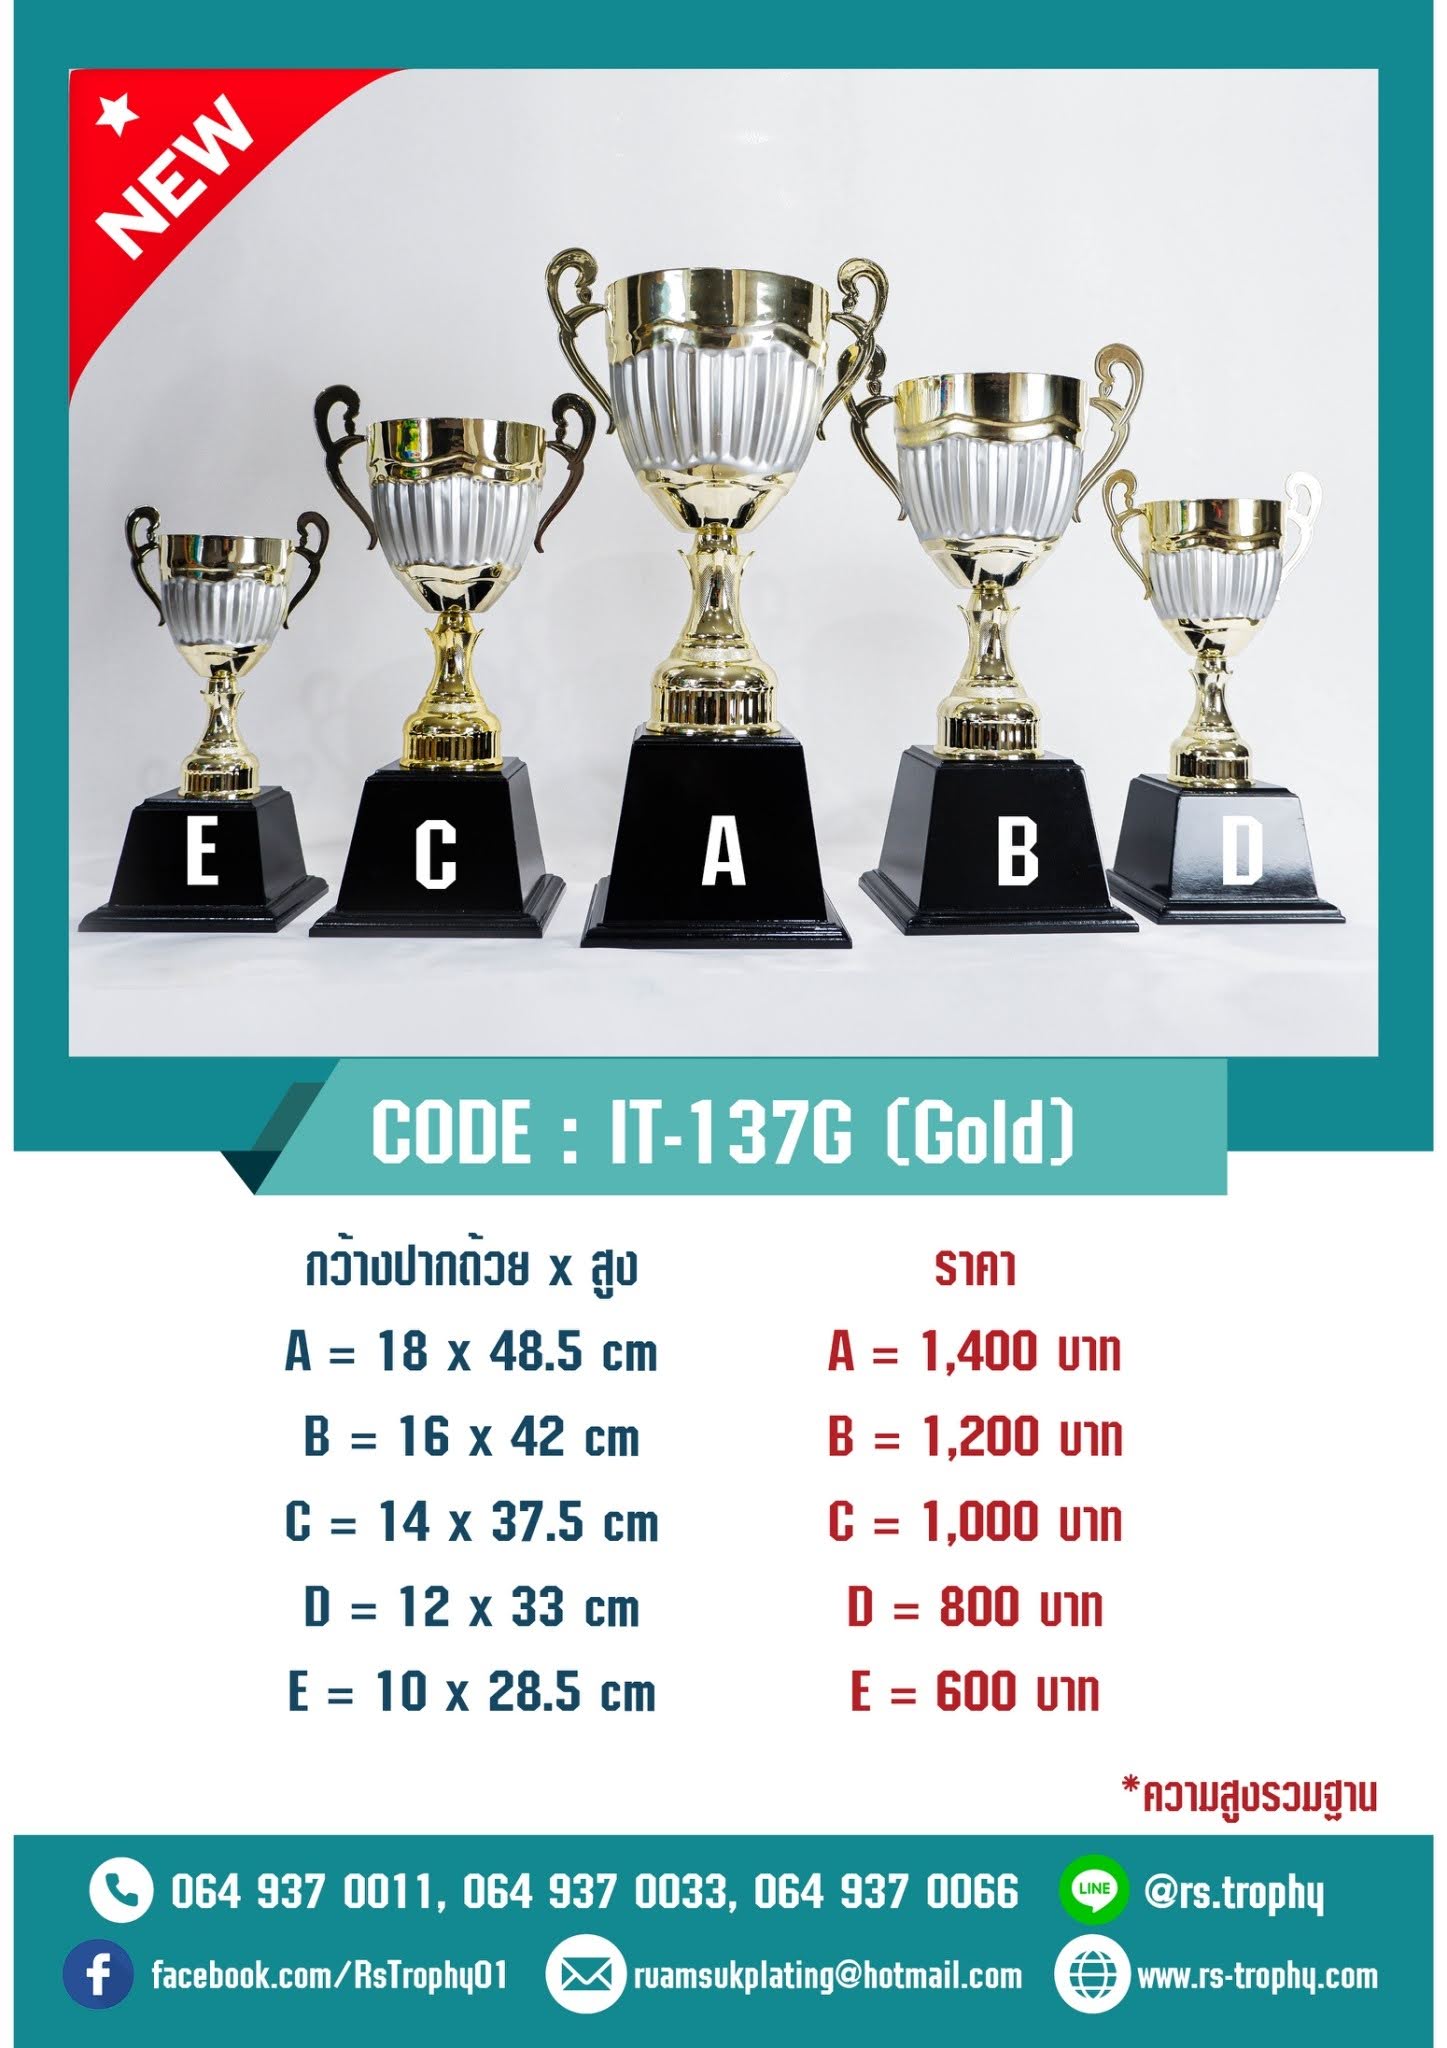 NEW
E C A B D
CODE : IT-137G (Gold)
กว้างปากถ้วย x สูง
A = 18 x 48.5 cm
B = 16 x 42 cm
C = 14 x 37.5 cm
D = 12 x 33 cm
E = 10 x 28.5 cm
ราคา
A = 1,400 บาท
B = 1,200 บาท
C = 1,000 บาท
D = 800 บาท
E = 600 บาท
*ความสูงรวมฐาน
064 937 0011, 064 937 0033, 064 937 0066 LINE @rs.trophy
f facebook.com/RsTrophy01 ruamsukplating@hotmail.com www.rs-trophy.com